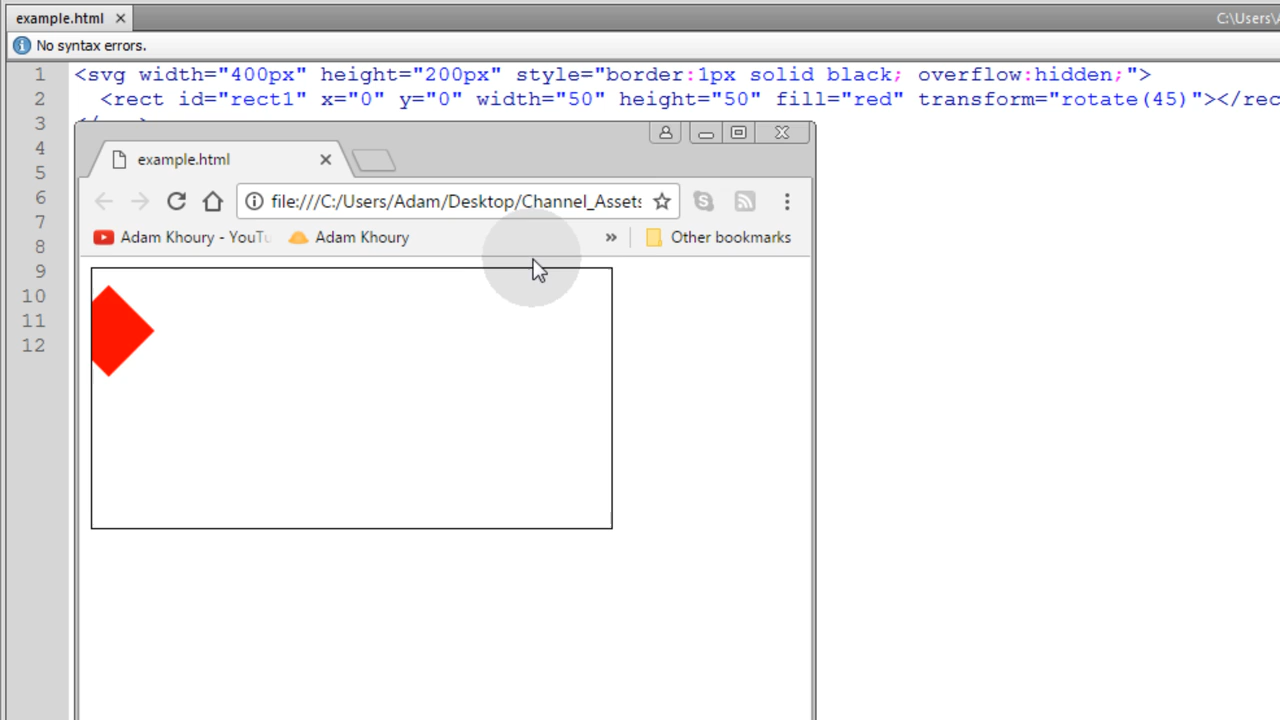 example.html
C:\Users\
No syntax errors.
1 <svg width="400px" height="200px" style="border:1px solid black; overflow:hidden;">
2 <rect id="rect1" x="0" y="0" width="50" height="50" fill="red" transform="rotate(45)"></rec
3
4
5
6
7
8
9
10
11
12
example.html
file:///C:/Users/Adam/Desktop/Channel_Assets
Adam Khoury - YouTu
Adam Khoury
»
Other bookmarks